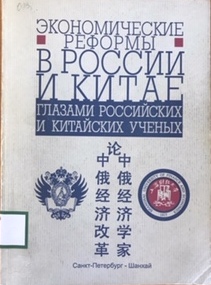 ЭКОНОМИЧЕСКИЕ
РЕФОРМЫ
В РОССИИ
И КИТАЕ
ГЛАЗАМИ РОССИЙСКИХ
И КИТАЙСКИХ УЧЕНЫХ
中俄经济学家
论
中俄经济改革
Санкт-Петербург - Шанхай